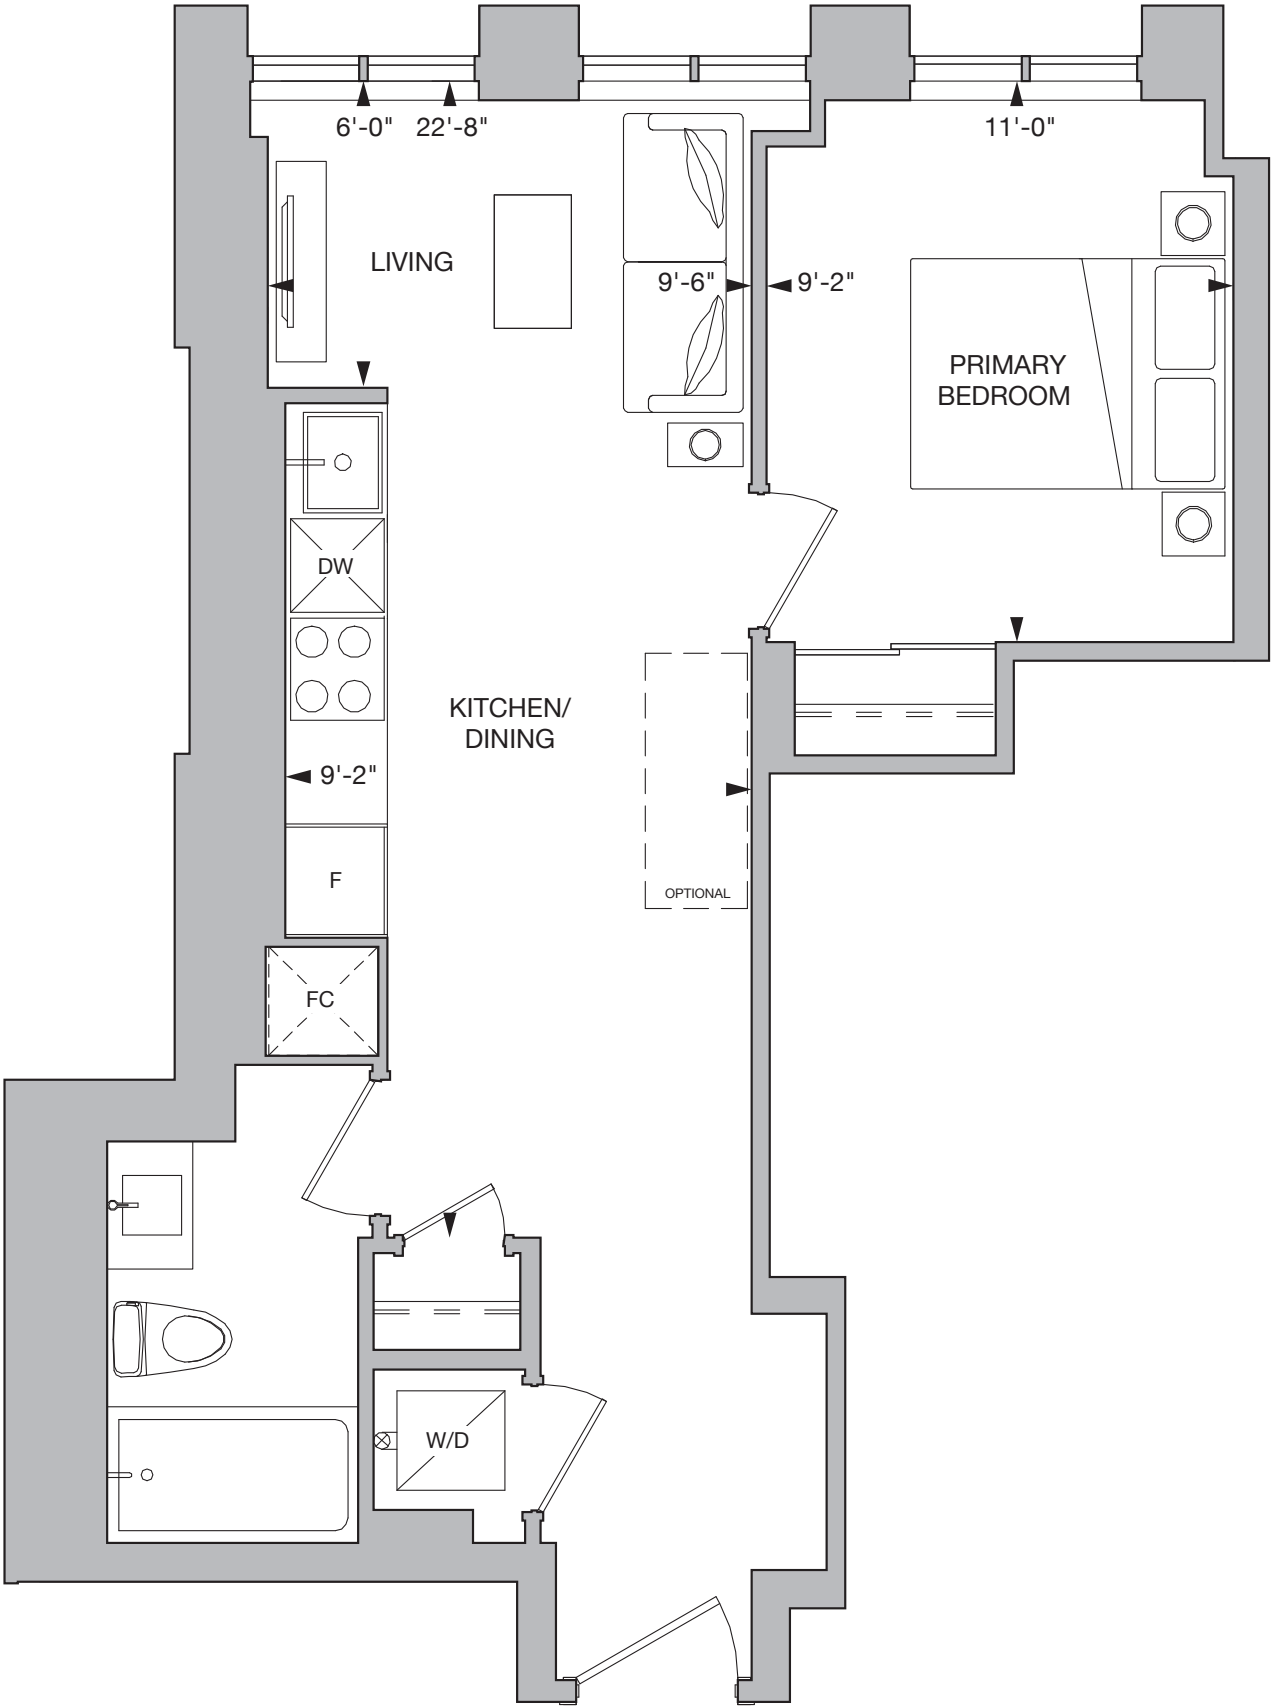 6'-0" 22'-8"
11'-0"
LIVING
9'-6"
9'-2"
PRIMARY
BEDROOM
DW
KITCHEN/
DINING
9'-2"
F
OPTIONAL
FC
W/D